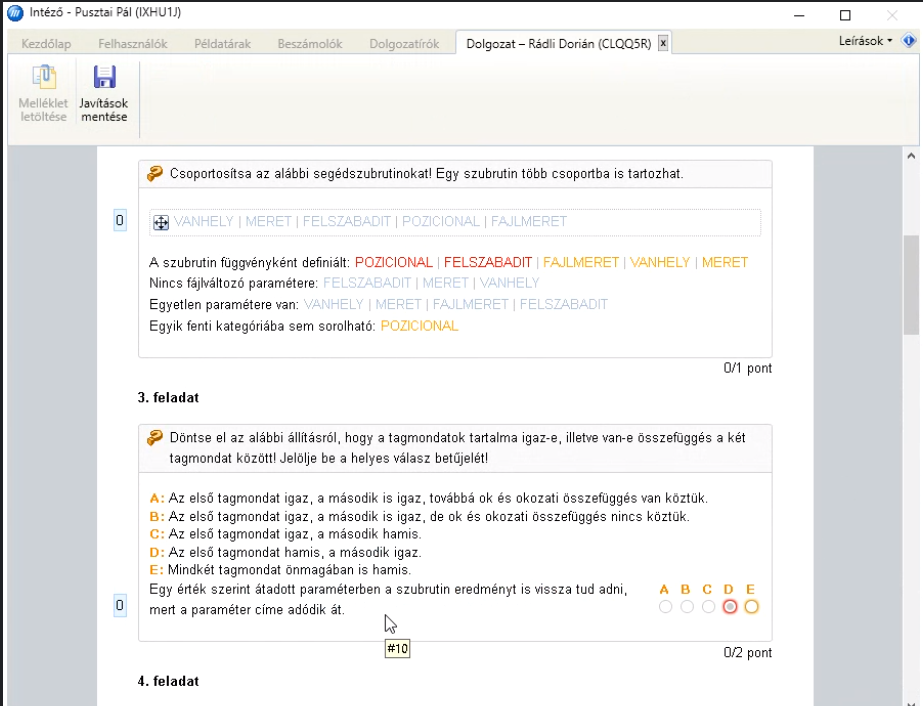 Intéző - Pusztai Pál (IXHU1J)
Kezdőlap Felhasználók Példatárak Beszámolók Dolgozatírók Dolgozat – Rádli Dorián (CLQQ5R) x Leírások
Melléklet letöltése
Javítások mentése
Csoportosítsa az alábbi segédszubrutinokat! Egy szubrutin több csoportba is tartozhat.
0
VANHELY | MERET | FELSZABADIT | POZICIONAL | FAJLMERET
A szubrutin függvényként definiált: POZICIONAL | FELSZABADIT | FAJLMERET | VANHELY | MERET
Nincs fájlváltozó paramétere: FELSZABADIT | MERET | VANHELY
Egyetlen paramétere van: VANHELY | MERET | FAJLMERET | FELSZABADIT
Egyik fenti kategóriába sem sorolható: POZICIONAL
0/1 pont
3. feladat
Döntse el az alábbi állításról, hogy a tagmondatok tartalma igaz-e, illetve van-e összefüggés a két
tagmondat között! Jelölje be a helyes válasz betűjelét!
A: Az első tagmondat igaz, a második is igaz, továbbá ok és okozati összefüggés van köztük.
B: Az első tagmondat igaz, a második is igaz, de ok és okozati összefüggés nincs köztük.
C: Az első tagmondat igaz, a második hamis.
D: Az első tagmondat hamis, a második igaz.
E: Mindkét tagmondat önmagában is hamis.
Egy érték szerint átadott paraméterben a szubrutin eredményt is vissza tud adni, A B C D E
0
mert a paraméter címe adódik át.
#10
0/2 pont
4. feladat